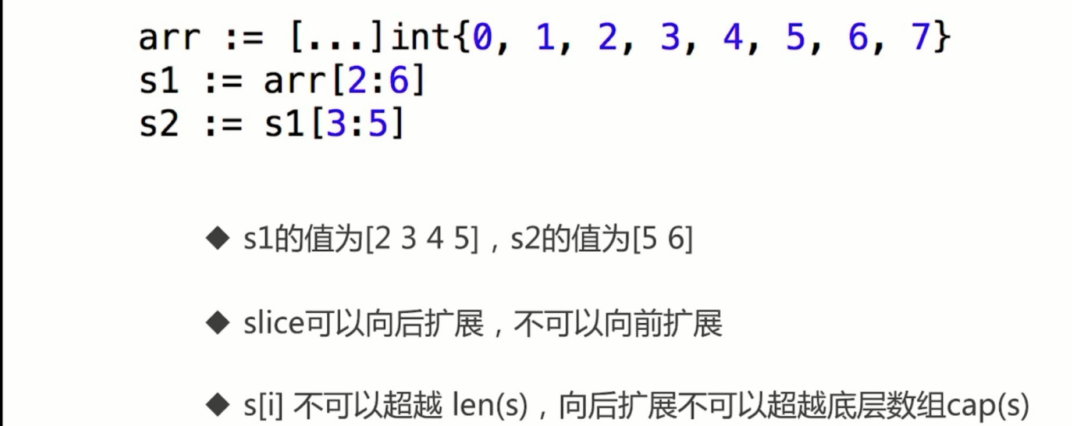 arr := [...]int{0, 1, 2, 3, 4, 5, 6, 7}
s1 := arr[2:6]
s2 := s1[3:5]
◆ s1的值为[2 3 4 5]，s2的值为[5 6]
◆ slice可以向后扩展，不可以向前扩展
◆ s[i] 不可以超越 len(s)，向后扩展不可以超越底层数组cap(s)